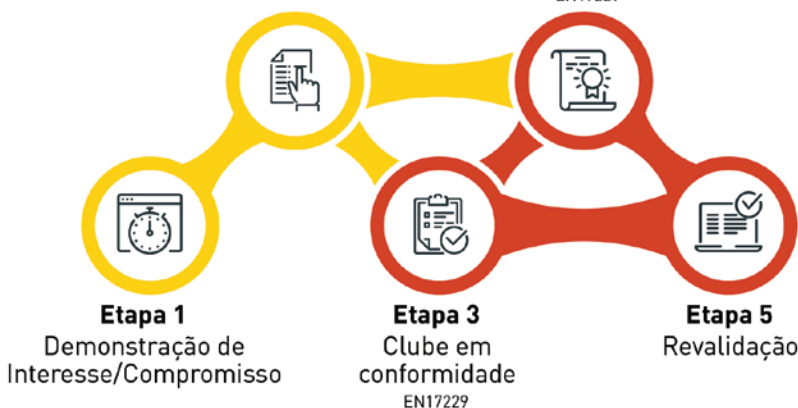 Etapa 1
Demonstração de
Interesse/Compromisso
Etapa 3
Clube em
conformidade
EN17229
Etapa 5
Revalidação